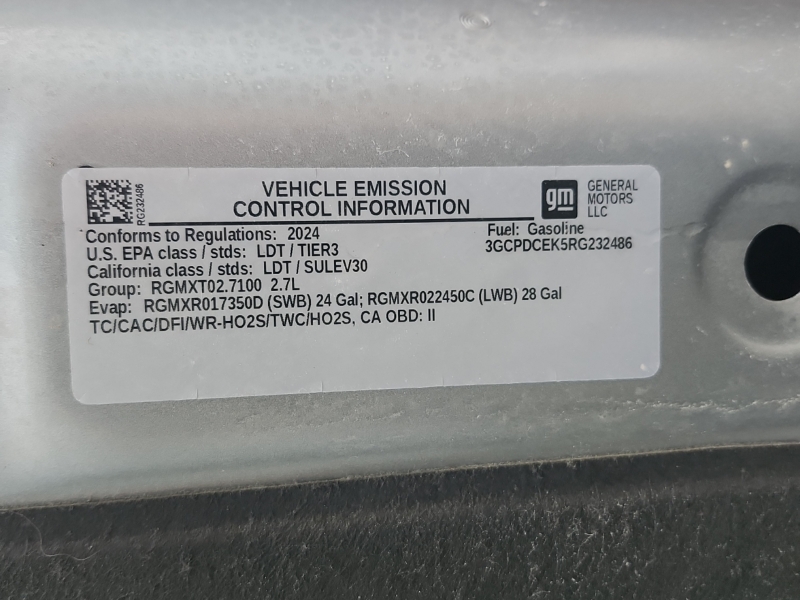 RG232486
VEHICLE EMISSION
CONTROL INFORMATION
gm
GENERAL
MOTORS
LLC
Conforms to Regulations: 2024
Fuel: Gasoline
U.S. EPA class / stds: LDT / TIER3
3GCPDCEK5RG232486
California class / stds: LDT / SULEV30
Group: RGMXT02.7100 2.7L
Evap: RGMXR017350D (SWB) 24 Gal; RGMXR022450C (LWB) 28 Gal
TC/CAC/DFI/WR-HO2S/TWC/HO2S, CA OBD: II